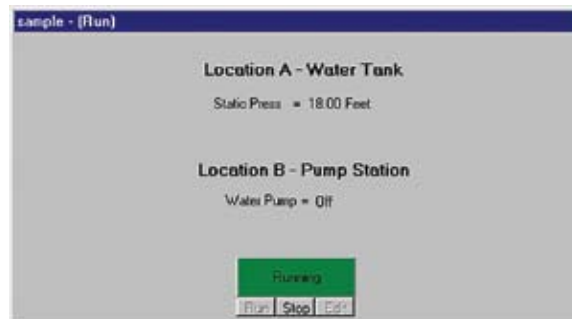 sample - (Run)
Location A - Water Tank
Static Press = 18.00 Feet
Location B - Pump Station
Water Pump = Off
Running
Run Stop Edit